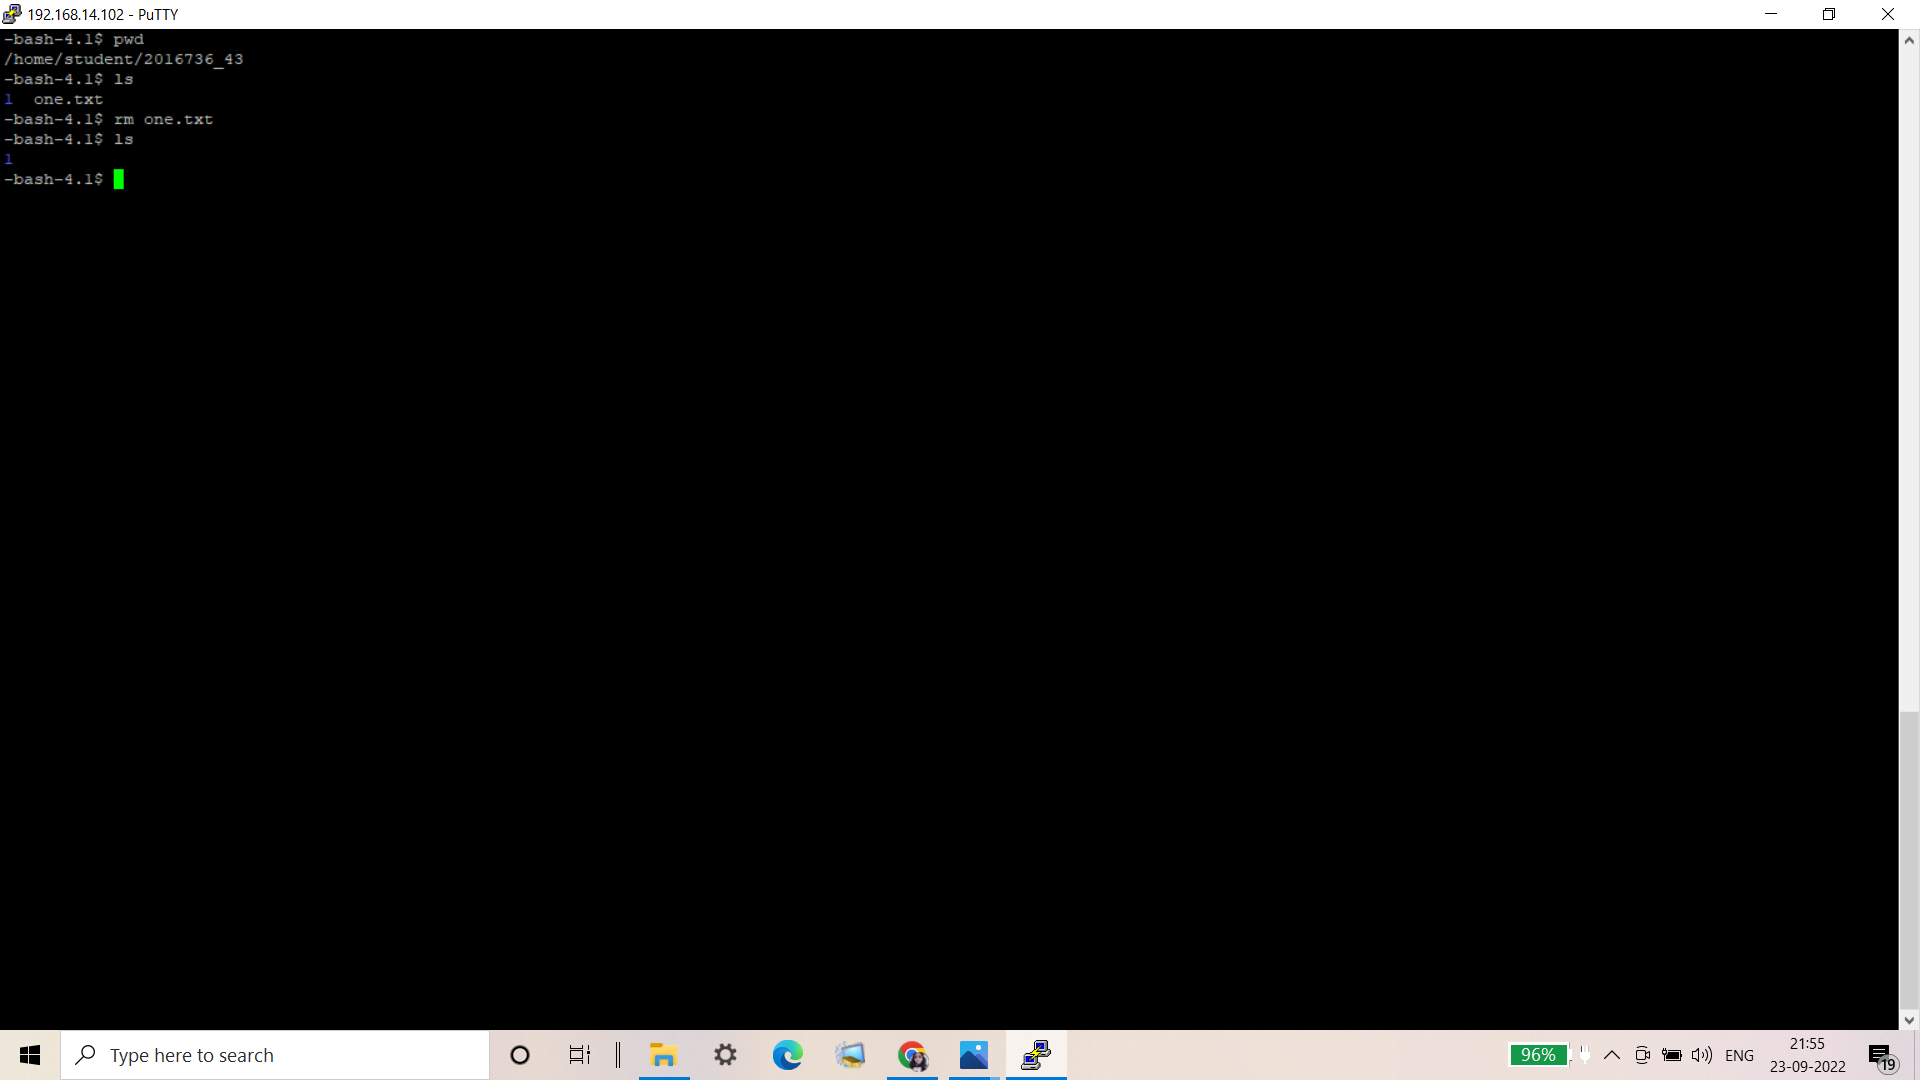 192.168.14.102 - PuTTY
-bash-4.1$ pwd
/home/student/2016736_43
-bash-4.1$ ls
1  one.txt
-bash-4.1$ rm one.txt
-bash-4.1$ ls
1
-bash-4.1$
Type here to search
96%
ENG
21:55
23-09-2022
19